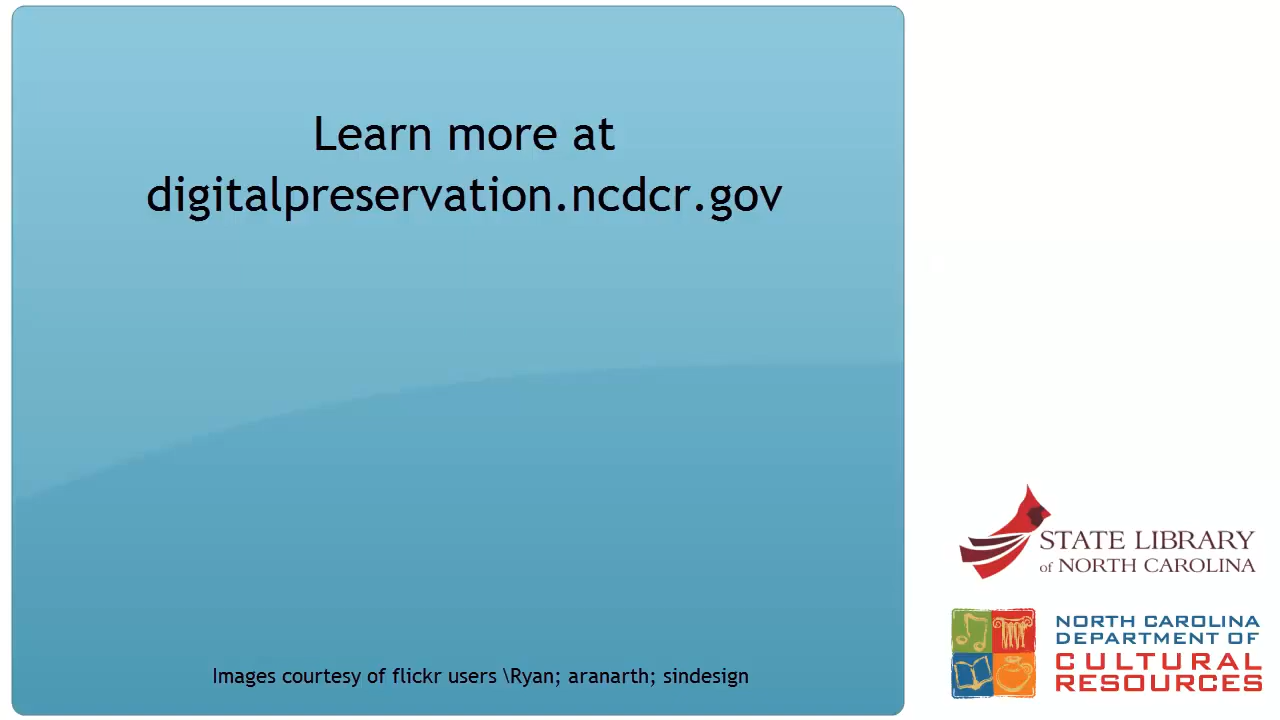 Learn more at
digitalpreservation.ncdcr.gov
Images courtesy of flickr users \Ryan; aranarth; sindesign
STATE LIBRARY
of NORTH CAROLINA
NORTH CAROLINA
DEPARTMENT OF
CULTURAL
RESOURCES